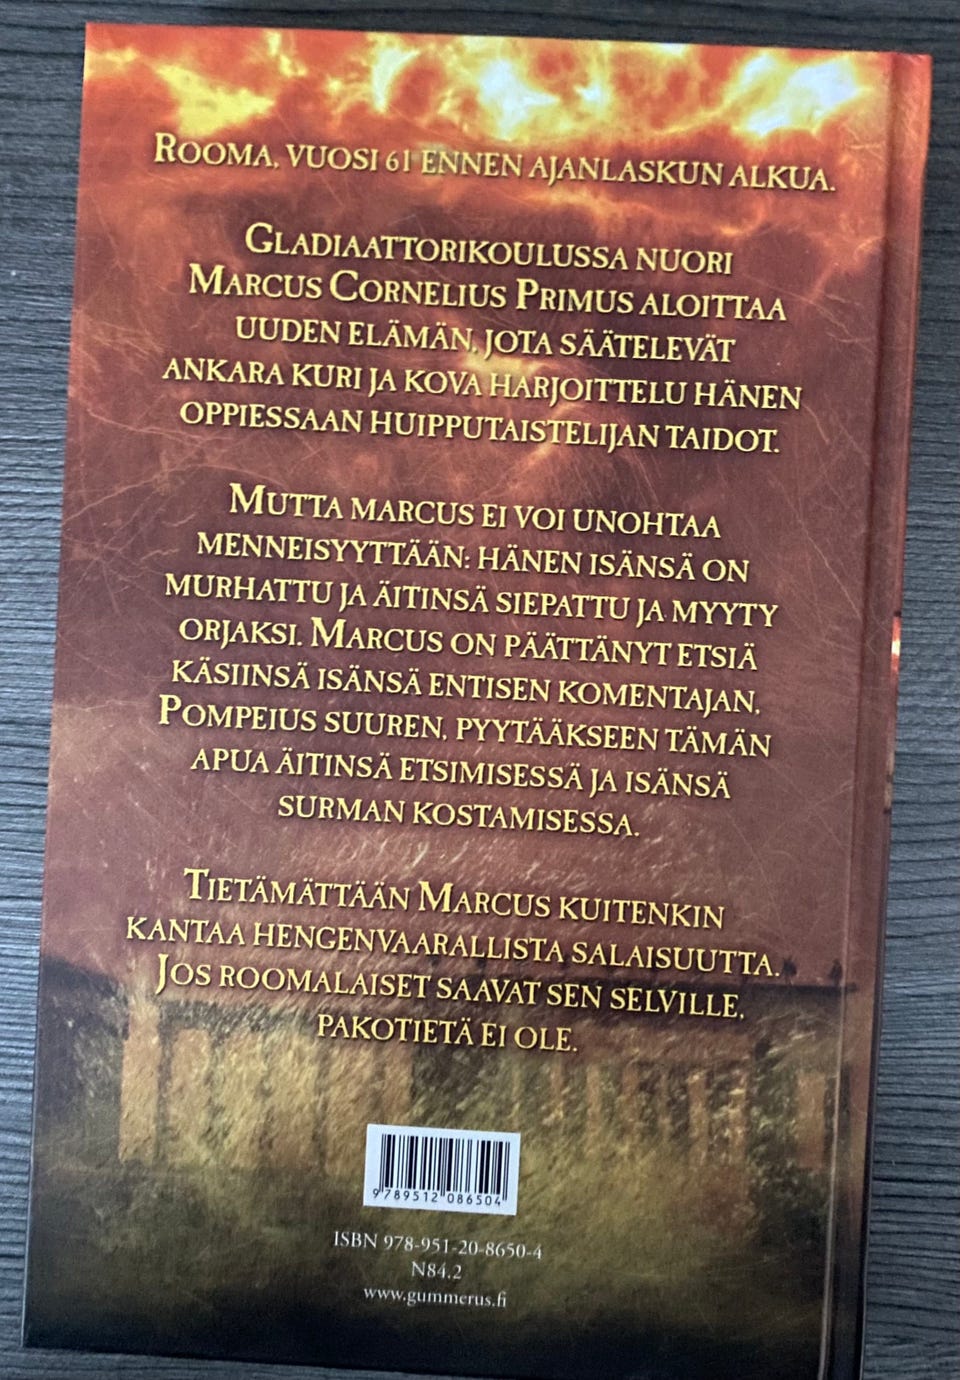 Rooma, vuosi 61 ennen ajanlaskun alkua.
Gladiaattorikoulussa nuori
Marcus Cornelius Primus aloittaa
uuden elämän, jota säätelevät
ankara kuri ja kova harjoittelu hänen
oppiessaan huipputaistelijan taidot.
Mutta Marcus ei voi unohtaa
menneisyyttään: hänen isänsä on
murhattu ja äitinsä siepattu ja myyty
orjaksi. Marcus on päättänyt etsiä
käsiinsä isänsä entisen komentajan,
Pompeius Suuren, pyytääkseen tämän
apua äitinsä etsimisessä ja isänsä
surman kostamisessa.
Tietämättään Marcus kuitenkin
kantaa hengenvaarallista salaisuutta.
Jos roomalaiset saavat sen selville,
pakotietä ei ole.
9 789512 086504
ISBN 978-951-20-8650-4
N84.2
www.gummerus.fi